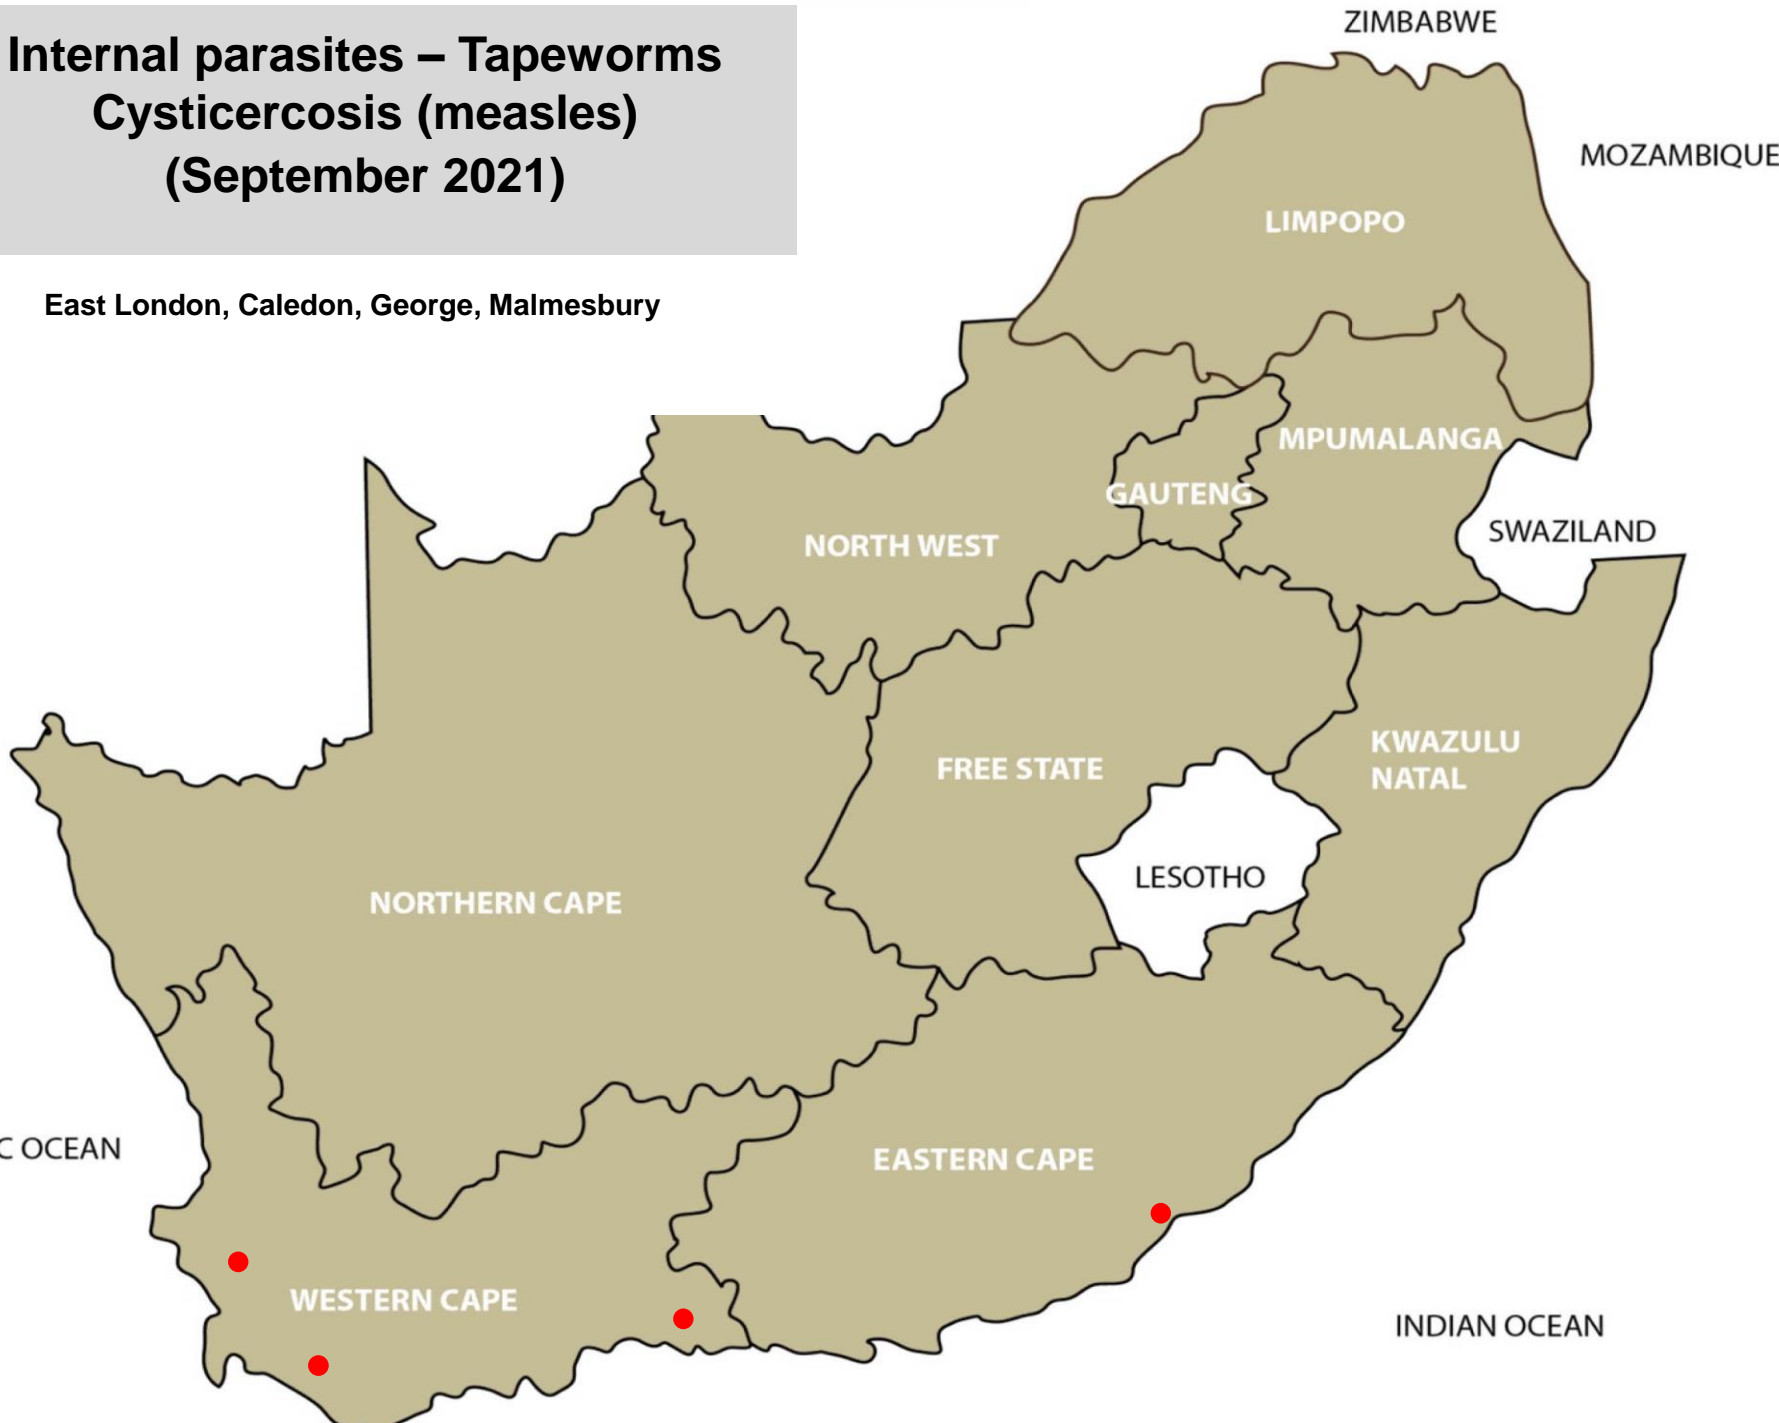 Internal parasites – Tapeworms
Cysticercosis (measles)
(September 2021)
East London, Caledon, George, Malmesbury
ZIMBABWE
MOZAMBIQUE
LIMPOPO
MPUMALANGA
GAUTENG
SWAZILAND
NORTH WEST
KWAZULU
NATAL
FREE STATE
LESOTHO
NORTHERN CAPE
C OCEAN
EASTERN CAPE
WESTERN CAPE
INDIAN OCEAN